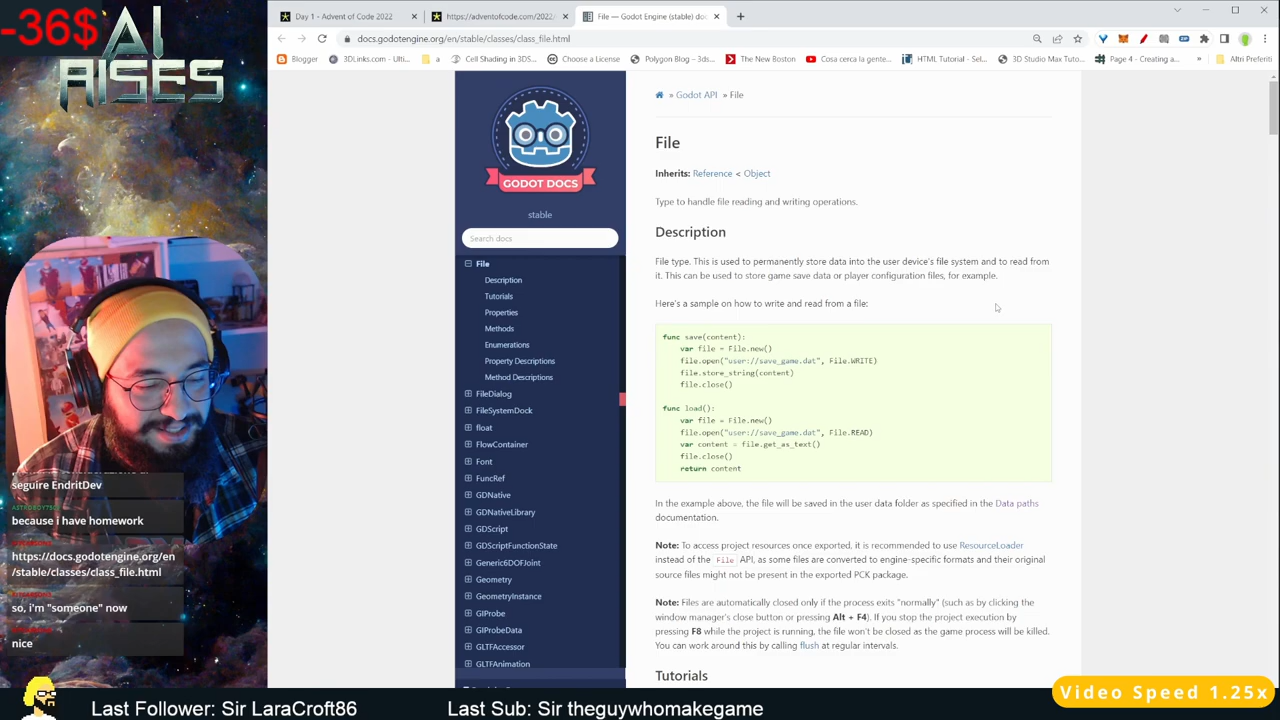 -36$
AI
RISES
Day 1 - Advent of Code 2022
https://adventofcode.com/2022/
File — Godot Engine (stable) doc
docs.godotengine.org/en/stable/classes/class_file.html
Blogger
3DLinks.com - Ulti...
a
Cell Shading in 3DS...
Choose a License
Polygon Blog – 3ds...
The New Boston
Cosa cerca la gente...
HTML Tutorial - Sel...
3D Studio Max Tuto...
Page 4 - Creating a...
»
Altri Preferiti
GODOT DOCS
stable
Search docs
File
Description
Tutorials
Properties
Methods
Enumerations
Property Descriptions
Method Descriptions
FileDialog
FileSystemDock
float
FlowContainer
Font
FuncRef
GDNative
GDNativeLibrary
GDScript
GDScriptFunctionState
Generic6DOFJoint
Geometry
GeometryInstance
GIProbe
GIProbeData
GLTFAccessor
GLTFAnimation
» Godot API » File
File
Inherits: Reference < Object
Type to handle file reading and writing operations.
Description
File type. This is used to permanently store data into the user device's file system and to read from
it. This can be used to store game save data or player configuration files, for example.
Here's a sample on how to write and read from a file:
func save(content):
var file = File.new()
file.open("user://save_game.dat", File.WRITE)
file.store_string(content)
file.close()
func load():
var file = File.new()
file.open("user://save_game.dat", File.READ)
var content = file.get_as_text()
file.close()
return content
In the example above, the file will be saved in the user data folder as specified in the Data paths
documentation.
Note: To access project resources once exported, it is recommended to use ResourceLoader
instead of the File API, as some files are converted to engine-specific formats and their original
source files might not be present in the exported PCK package.
Note: Files are automatically closed only if the process exits "normally" (such as by clicking the
window manager's close button or pressing Alt + F4). If you stop the project execution by
pressing F8 while the project is running, the file won't be closed as the game process will be killed.
You can work around this by calling flush at regular intervals.
Tutorials
seguire EndritDev
because i have homework
https://docs.godotengine.org/en
/stable/classes/class_file.html
so, i'm "someone" now
nice
Video Speed 1.25x
Last Follower: Sir LaraCroft86
Last Sub: Sir theguywhomakegame